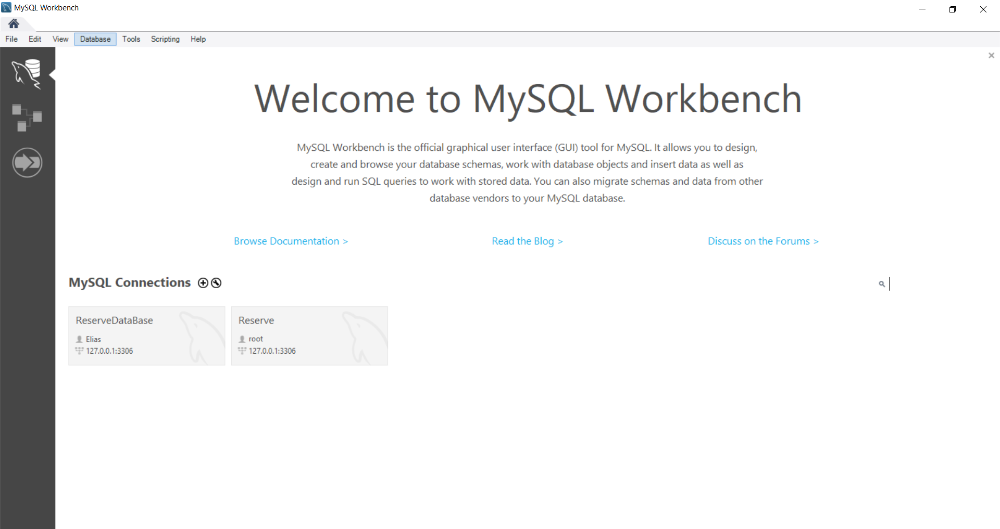 MySQL Workbench
File Edit View Database Tools Scripting Help
Welcome to MySQL Workbench
MySQL Workbench is the official graphical user interface (GUI) tool for MySQL. It allows you to design,
create and browse your database schemas, work with database objects and insert data as well as
design and run SQL queries to work with stored data. You can also migrate schemas and data from other
database vendors to your MySQL database.
Browse Documentation > Read the Blog > Discuss on the Forums >
MySQL Connections
ReserveDataBase
Elias
127.0.0.1:3306
Reserve
root
127.0.0.1:3306